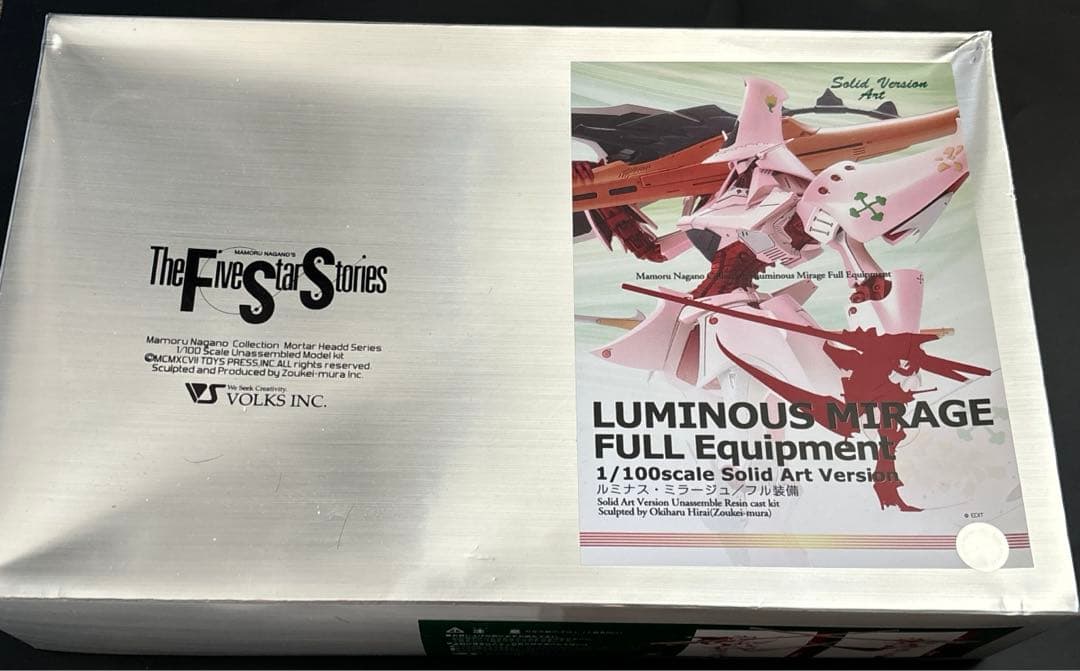 MAMORU NAGANO'S
The Five Star Stories
Mamoru Nagano Collection Mortar Headd Series
1/100 Scale Unassembled Model kit
©MCMXCVII TOYS PRESS,INC.ALL rights reserved.
Sculpted and Produced by Zoukei-mura Inc.
VS We Seek Creativity.
VOLKS INC.
Solid Version
Art
Mamoru Nagano Luminous Mirage Full Equipment
LUMINOUS MIRAGE
FULL Equipment
1/100scale Solid Art Version
ルミナス・ミラージュ/フル装備
Solid Art Version Unassemble Resin cast kit
Sculpted by Okiharu Hirai(Zoukei-mura)
© EDIT
注意